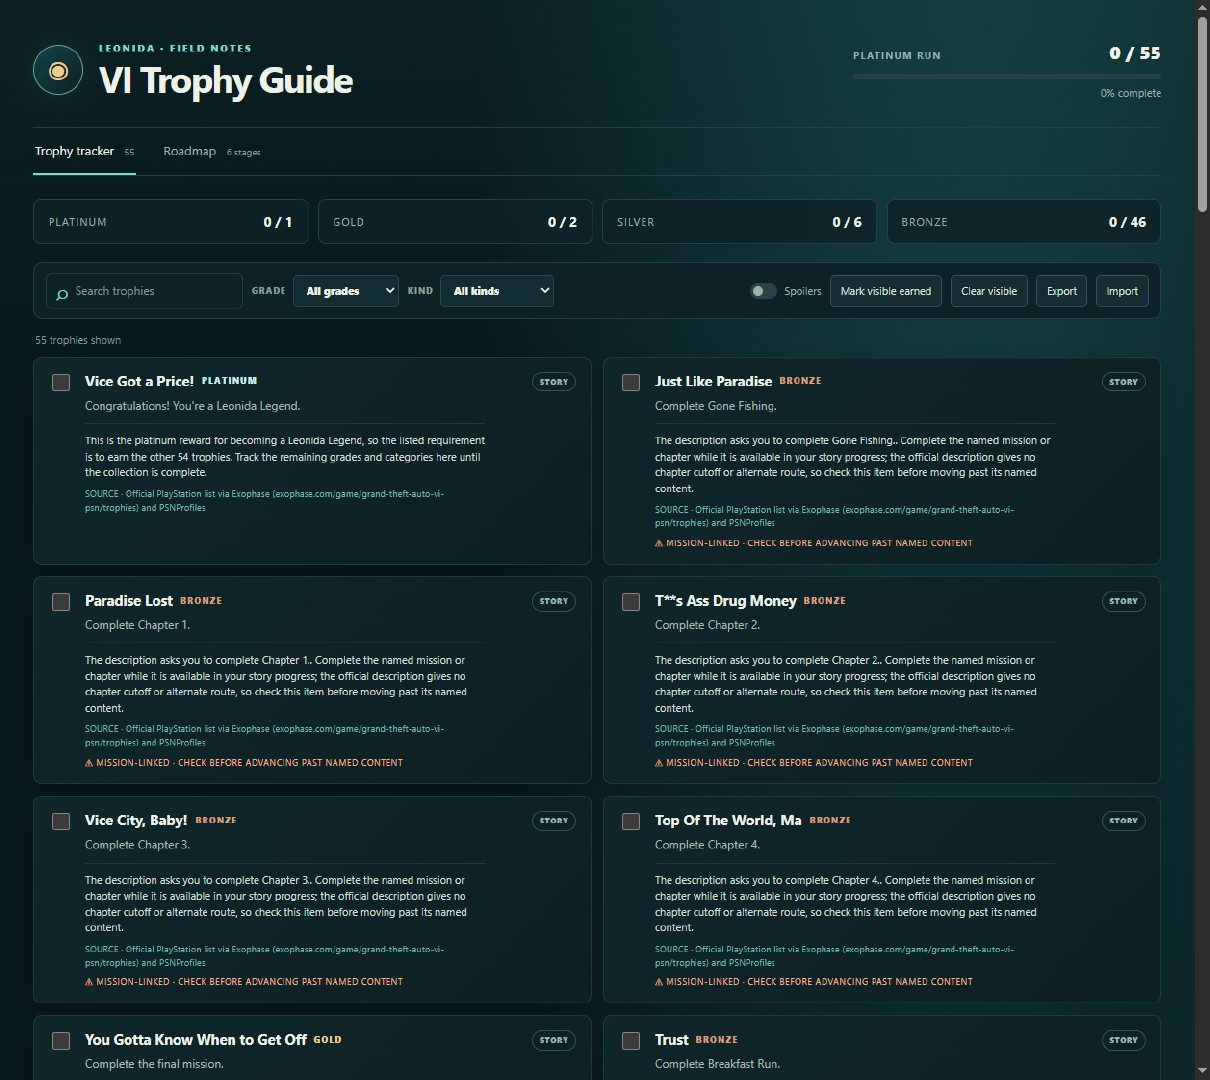 LEONIDA · FIELD NOTES
VI Trophy Guide
PLATINUM RUN 0 / 55
0% complete
Trophy tracker 55 Roadmap 6 stages
PLATINUM 0 / 1 GOLD 0 / 2 SILVER 0 / 6 BRONZE 0 / 46
Search trophies GRADE All grades KIND All kinds Spoilers Mark visible earned Clear visible Export Import
55 trophies shown
Vice Got a Price! PLATINUM STORY
Congratulations! You're a Leonida Legend.
This is the platinum reward for becoming a Leonida Legend, so the listed requirement
is to earn the other 54 trophies. Track the remaining grades and categories here until
the collection is complete.
SOURCE · Official PlayStation list via Exophase (exophase.com/game/grand-theft-auto-vi-
psn/trophies) and PSNProfiles
Just Like Paradise BRONZE STORY
Complete Gone Fishing.
The description asks you to complete Gone Fishing.. Complete the named mission or
chapter while it is available in your story progress; the official description gives no
chapter cutoff or alternate route, so check this item before moving past its named
content.
SOURCE · Official PlayStation list via Exophase (exophase.com/game/grand-theft-auto-vi-
psn/trophies) and PSNProfiles
⚠ MISSION-LINKED · CHECK BEFORE ADVANCING PAST NAMED CONTENT
Paradise Lost BRONZE STORY
Complete Chapter 1.
The description asks you to complete Chapter 1.. Complete the named mission or
chapter while it is available in your story progress; the official description gives no
chapter cutoff or alternate route, so check this item before moving past its named
content.
SOURCE · Official PlayStation list via Exophase (exophase.com/game/grand-theft-auto-vi-
psn/trophies) and PSNProfiles
⚠ MISSION-LINKED · CHECK BEFORE ADVANCING PAST NAMED CONTENT
T**s Ass Drug Money BRONZE STORY
Complete Chapter 2.
The description asks you to complete Chapter 2.. Complete the named mission or
chapter while it is available in your story progress; the official description gives no
chapter cutoff or alternate route, so check this item before moving past its named
content.
SOURCE · Official PlayStation list via Exophase (exophase.com/game/grand-theft-auto-vi-
psn/trophies) and PSNProfiles
⚠ MISSION-LINKED · CHECK BEFORE ADVANCING PAST NAMED CONTENT
Vice City, Baby! BRONZE STORY
Complete Chapter 3.
The description asks you to complete Chapter 3.. Complete the named mission or
chapter while it is available in your story progress; the official description gives no
chapter cutoff or alternate route, so check this item before moving past its named
content.
SOURCE · Official PlayStation list via Exophase (exophase.com/game/grand-theft-auto-vi-
psn/trophies) and PSNProfiles
⚠ MISSION-LINKED · CHECK BEFORE ADVANCING PAST NAMED CONTENT
Top Of The World, Ma BRONZE STORY
Complete Chapter 4.
The description asks you to complete Chapter 4.. Complete the named mission or
chapter while it is available in your story progress; the official description gives no
chapter cutoff or alternate route, so check this item before moving past its named
content.
SOURCE · Official PlayStation list via Exophase (exophase.com/game/grand-theft-auto-vi-
psn/trophies) and PSNProfiles
⚠ MISSION-LINKED · CHECK BEFORE ADVANCING PAST NAMED CONTENT
You Gotta Know When to Get Off GOLD STORY
Complete the final mission.
Trust BRONZE STORY
Complete Breakfast Run.